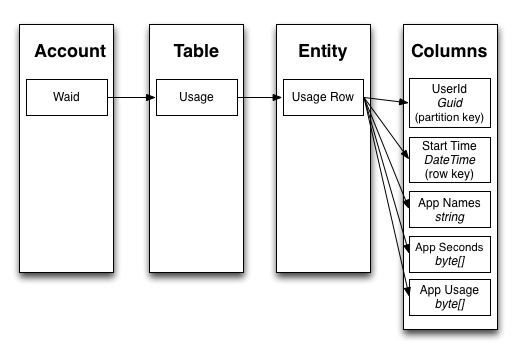 Account
Table
Entity
Columns
Waid
Usage
Usage Row
UserId
Guid
(partition key)
Start Time
DateTime
(row key)
App Names
string
App Seconds
byte[]
App Usage
byte[]